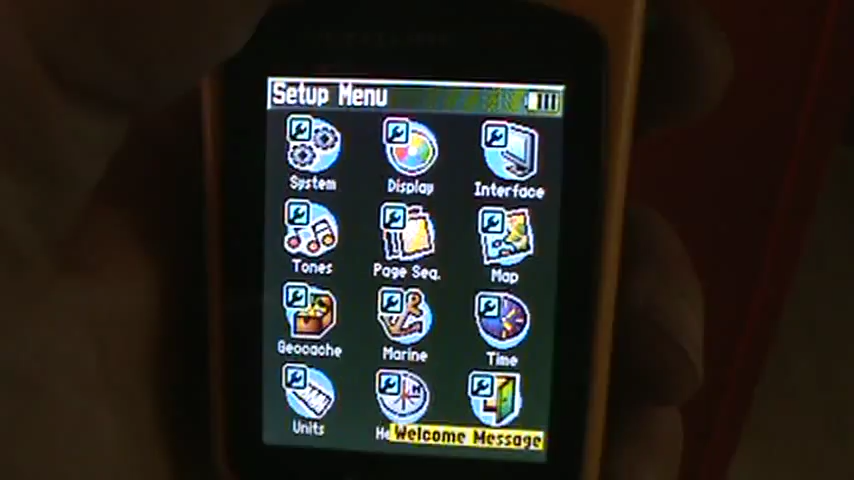 Setup Menu
System Display Interface
Tones Page Seq. Map
Geocache Marine Time
Units Welcome Message